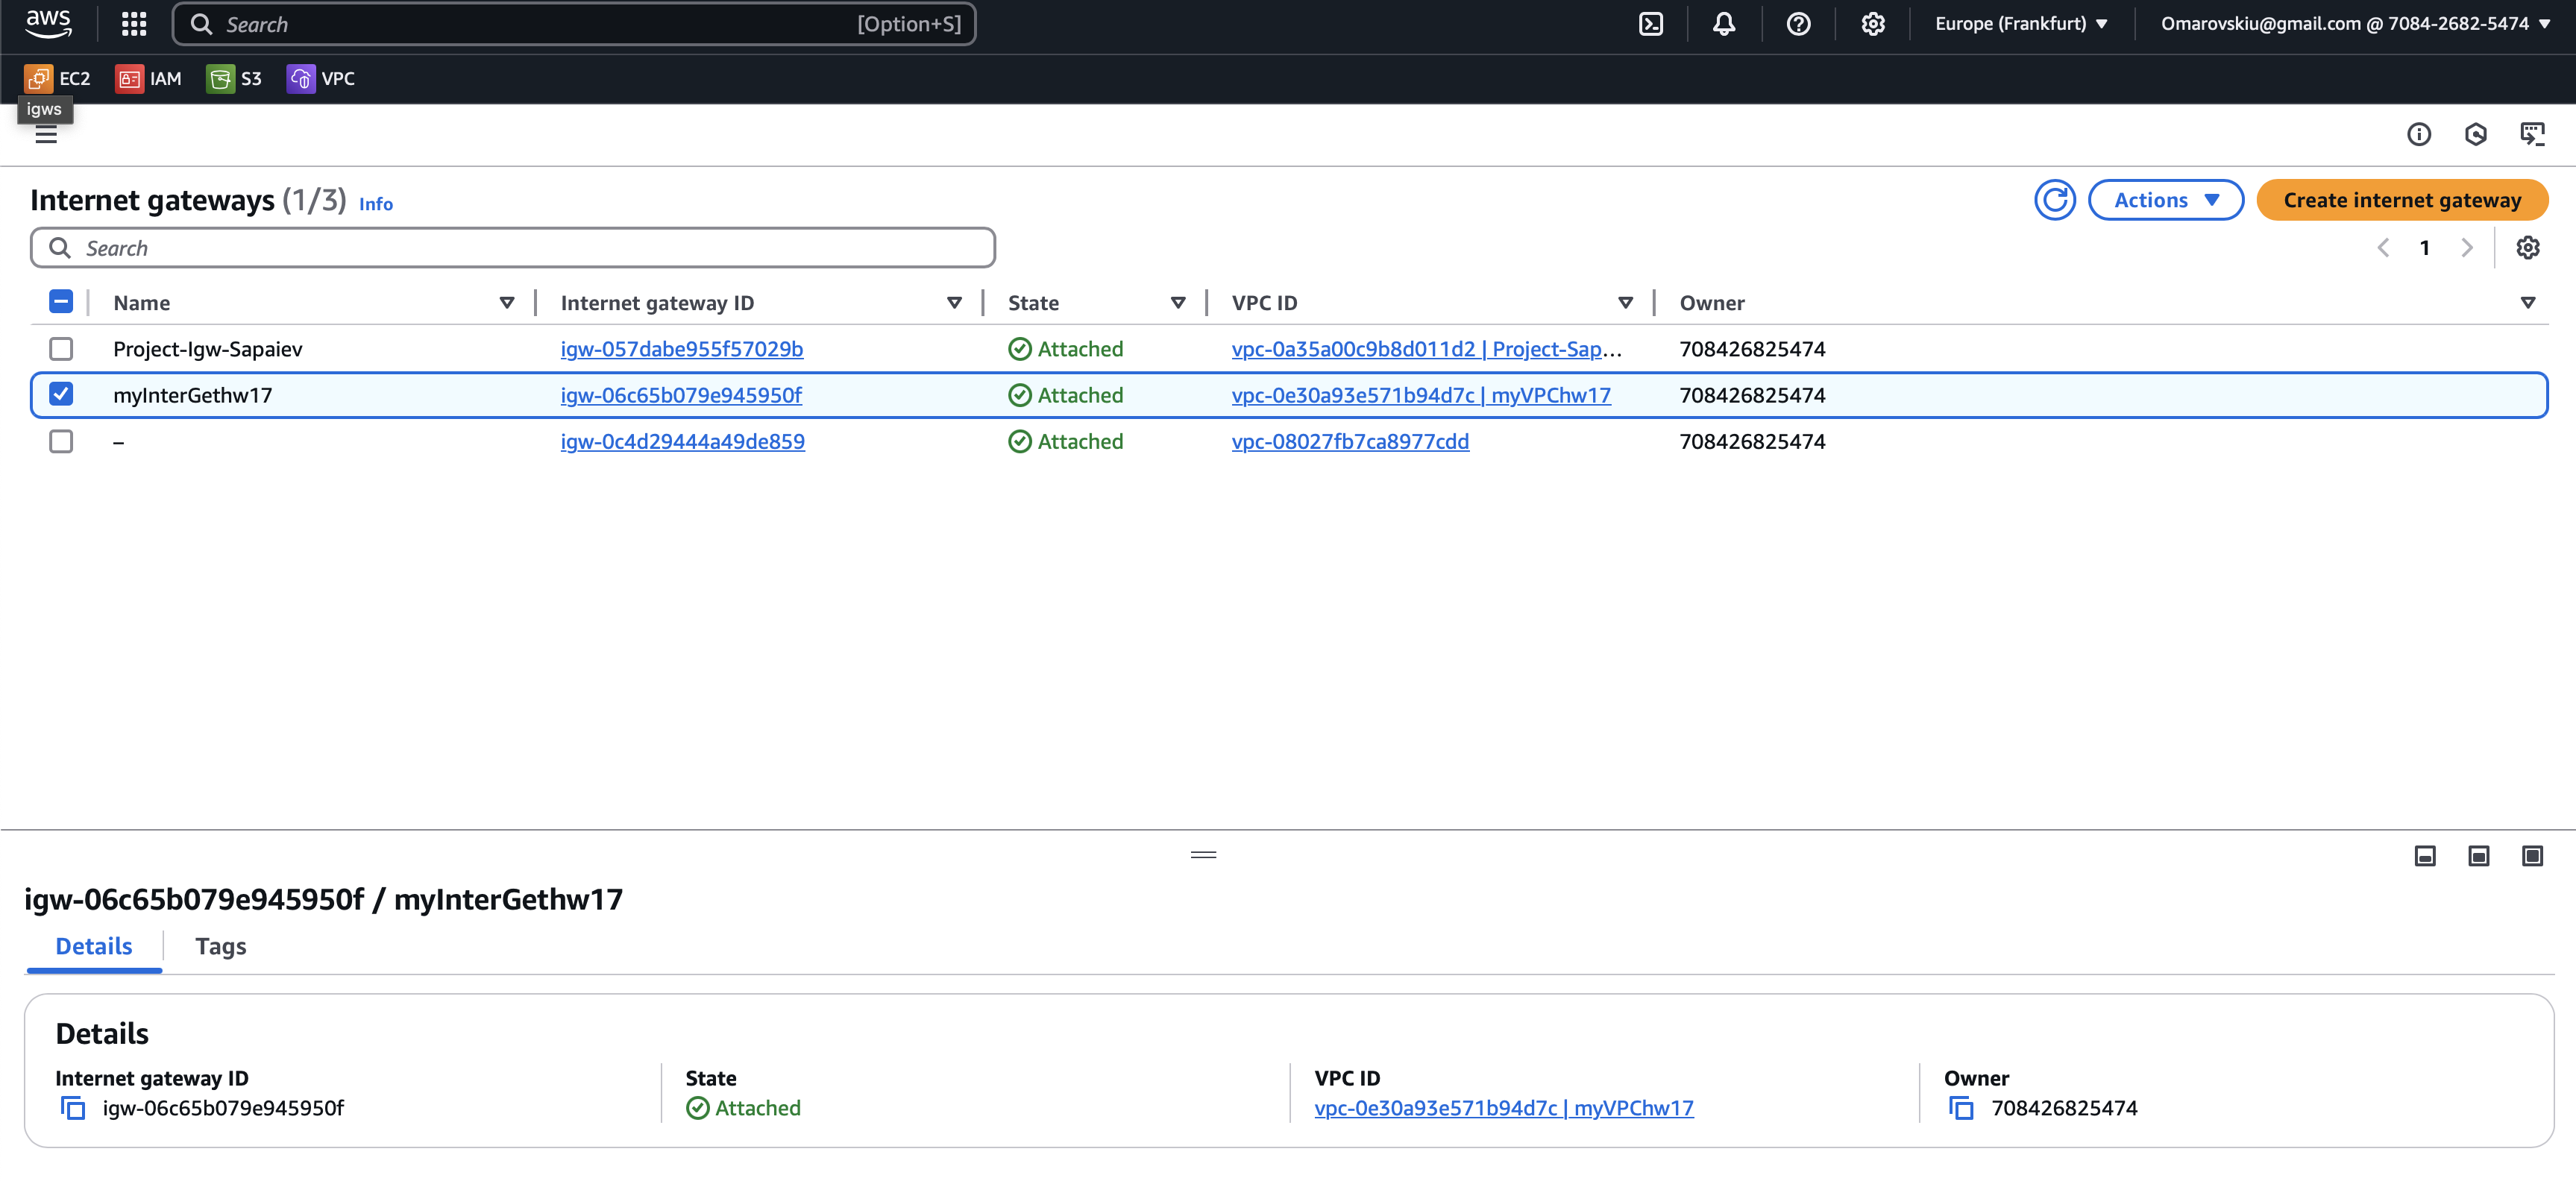 aws Search [Option+S] Europe (Frankfurt) Omarovskiu@gmail.com @ 7084-2682-5474
EC2 IAM S3 VPC
igws
Internet gateways (1/3) Info Actions Create internet gateway
Search 1
Name Internet gateway ID State VPC ID Owner
Project-Igw-Sapaiev igw-057dabe955f57029b Attached vpc-0a35a00c9b8d011d2 | Project-Sap... 708426825474
myInterGethw17 igw-06c65b079e945950f Attached vpc-0e30a93e571b94d7c | myVPChw17 708426825474
– igw-0c4d29444a49de859 Attached vpc-08027fb7ca8977cdd 708426825474
igw-06c65b079e945950f / myInterGethw17
Details Tags
Details
Internet gateway ID State VPC ID Owner
igw-06c65b079e945950f Attached vpc-0e30a93e571b94d7c | myVPChw17 708426825474